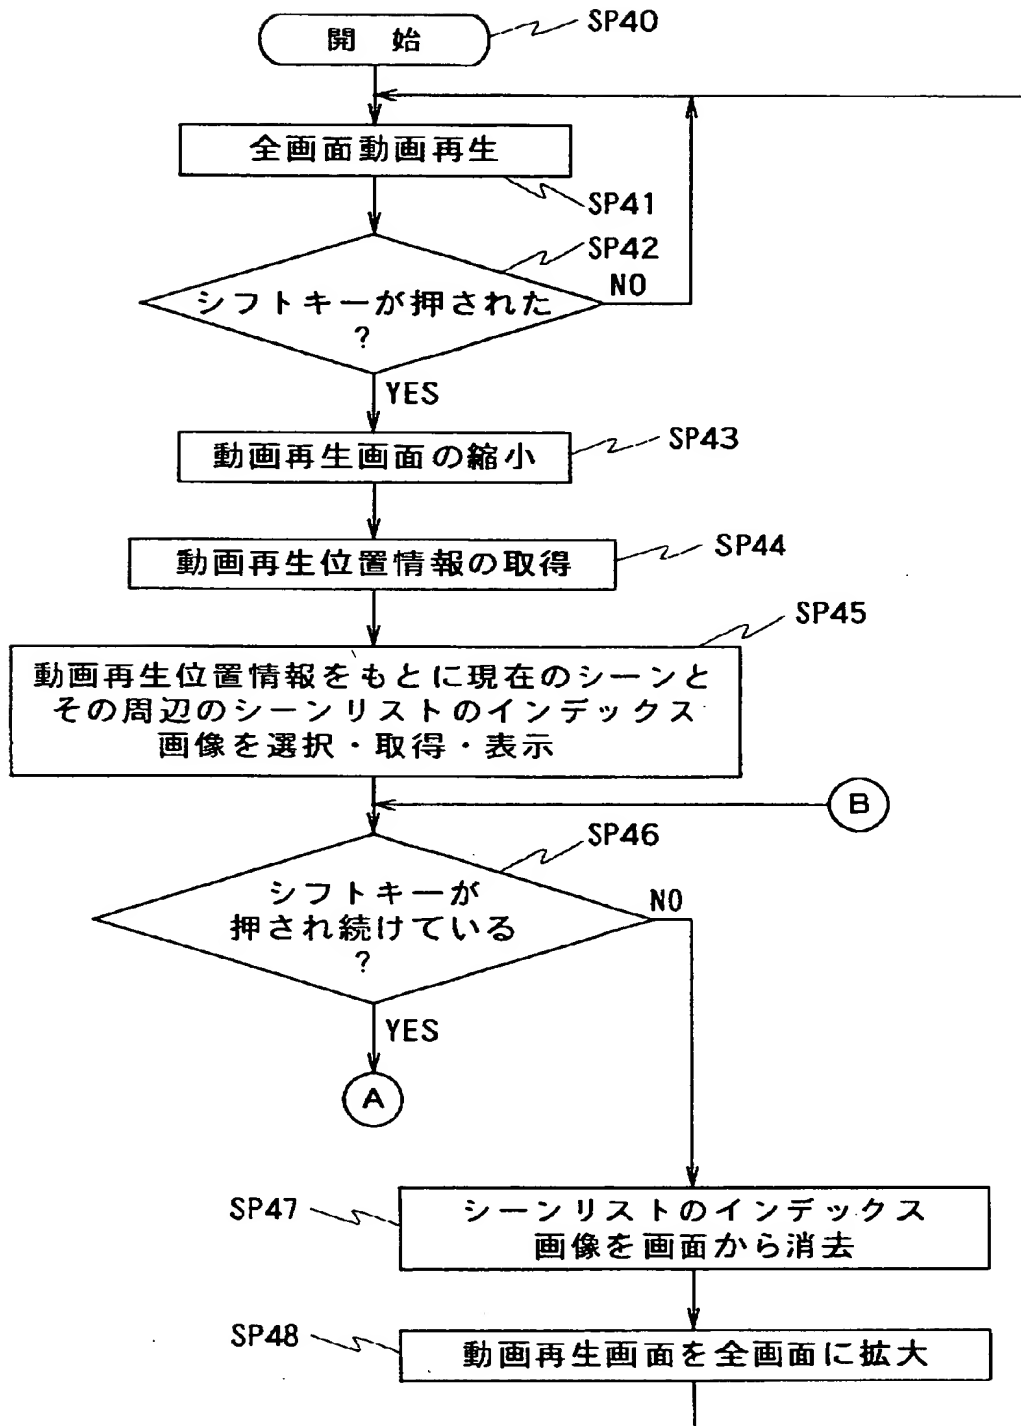 開 始
SP40
全画面動画再生
SP41
SP42
シフトキーが押された
?
NO
YES
動画再生画面の縮小
SP43
動画再生位置情報の取得
SP44
SP45
動画再生位置情報をもとに現在のシーンと
その周辺のシーンリストのインデックス
画像を選択・取得・表示
B
SP46
シフトキーが
押され続けている
?
NO
YES
A
SP47
シーンリストのインデックス
画像を画面から消去
SP48
動画再生画面を全画面に拡大